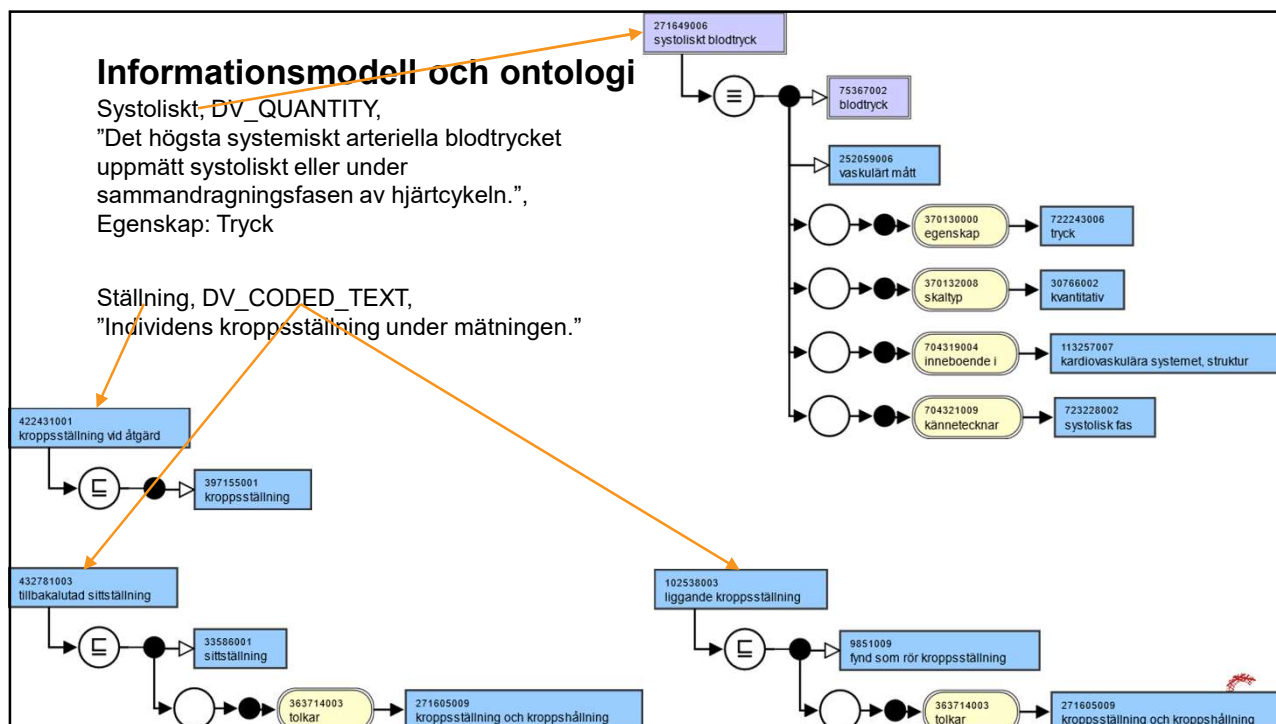 271649006
systoliskt blodtryck
Informationsmodell och ontologi
Systoliskt, DV_QUANTITY,
”Det högsta systemiskt arteriella blodtrycket
uppmätt systoliskt eller under
sammandragningsfasen av hjärtcykeln.”,
Egenskap: Tryck
Ställning, DV_CODED_TEXT,
”Individens kroppsställning under mätningen.”
≡
75367002
blodtryck
252059006
vaskulärt mått
370130000
egenskap
722243006
tryck
370132008
skaltyp
30766002
kvantitativ
704319004
inneboende i
113257007
kardiovaskulära systemet, struktur
704321009
kännetecknar
723228002
systolisk fas
422431001
kroppsställning vid åtgärd
⊑
397155001
kroppsställning
432781003
tillbakalutad sittställning
⊑
33586001
sittställning
363714003
tolkar
271605009
kroppsställning och kroppshållning
102538003
liggande kroppsställning
⊑
9851009
fynd som rör kroppsställning
363714003
tolkar
271605009
kroppsställning och kroppshållning